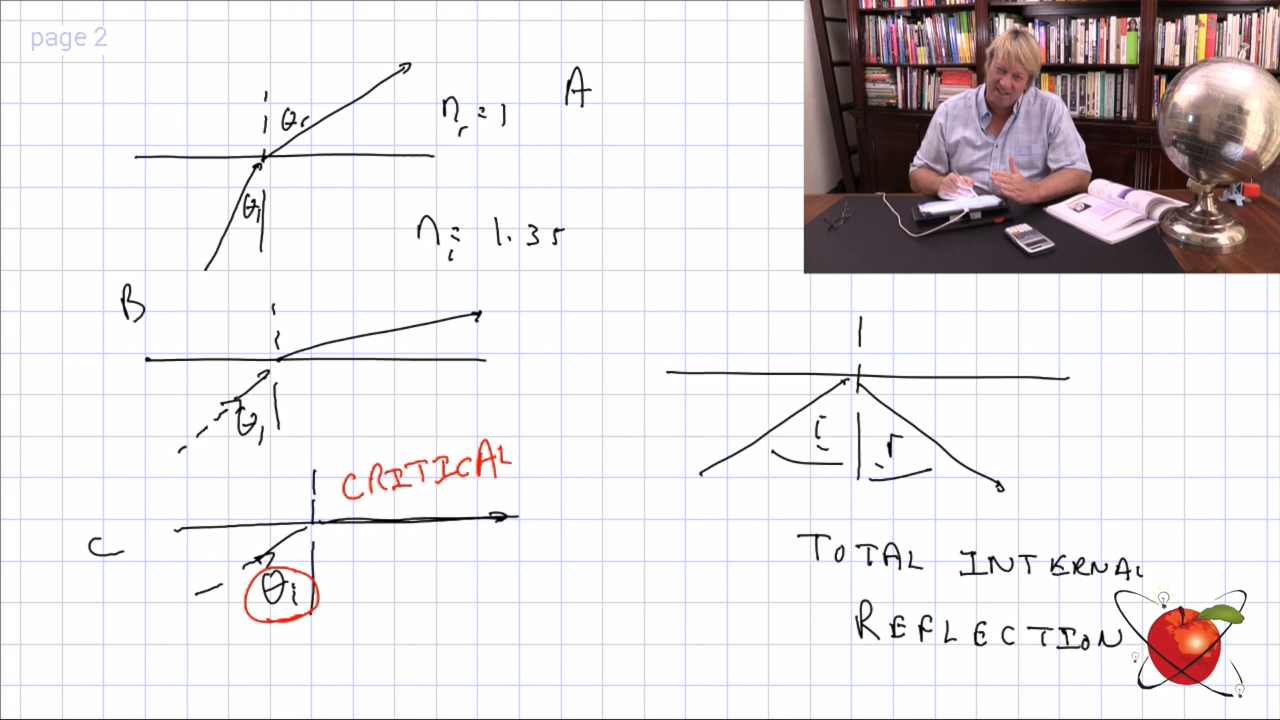 page 2
A
θr
nr = 1
θi
ni = 1.35
B
θi
CRITICAL
C
θi
i
r
TOTAL INTERNAL
REFLECTION